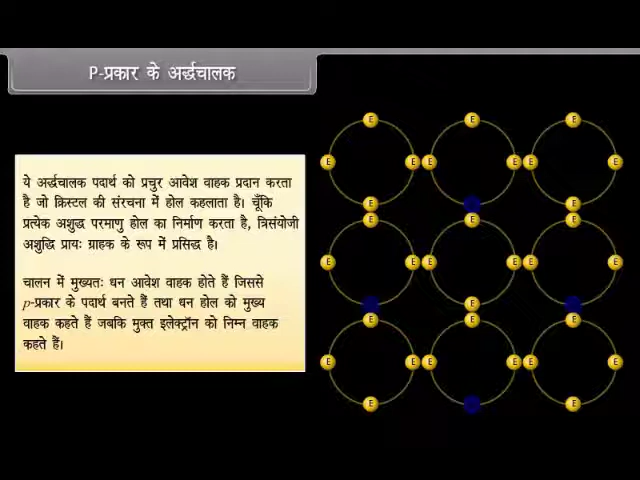 P-प्रकार के अर्द्धचालक
ये अर्द्धचालक पदार्थ को प्रचुर आवेश वाहक प्रदान करता
है जो क्रिस्टल की संरचना में होल कहलाता है। चूँकि
प्रत्येक अशुद्ध परमाणु होल का निर्माण करता है, त्रिसंयोजी
अशुद्धि प्रायः ग्राहक के रूप में प्रसिद्ध है।
चालन में मुख्यतः धन आवेश वाहक होते हैं जिससे
p-प्रकार के पदार्थ बनते हैं तथा धन होल को मुख्य
वाहक कहते हैं जबकि मुक्त इलेक्ट्रॉन को निम्न वाहक
कहते हैं।
E E E
E E E E E E
E
E E E
E E E E E E
E
E E E
E E E E E E
E E